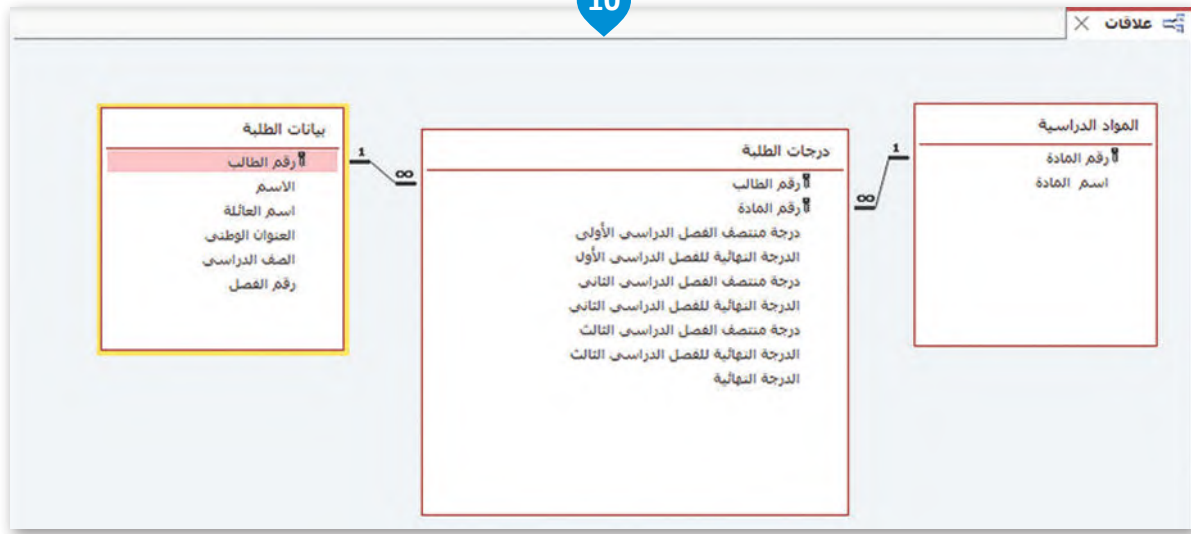 10
علاقات
المواد الدراسية
رقم المادة
اسم المادة
1
∞
درجات الطلبة
رقم الطالب
رقم المادة
درجة منتصف الفصل الدراسي الأولى
الدرجة النهائية للفصل الدراسي الأول
درجة منتصف الفصل الدراسي الثاني
الدرجة النهائية للفصل الدراسي الثاني
درجة منتصف الفصل الدراسي الثالث
الدرجة النهائية للفصل الدراسي الثالث
الدرجة النهائية
1
∞
بيانات الطلبة
رقم الطالب
الاسم
اسم العائلة
العنوان الوطني
الصف الدراسي
رقم الفصل